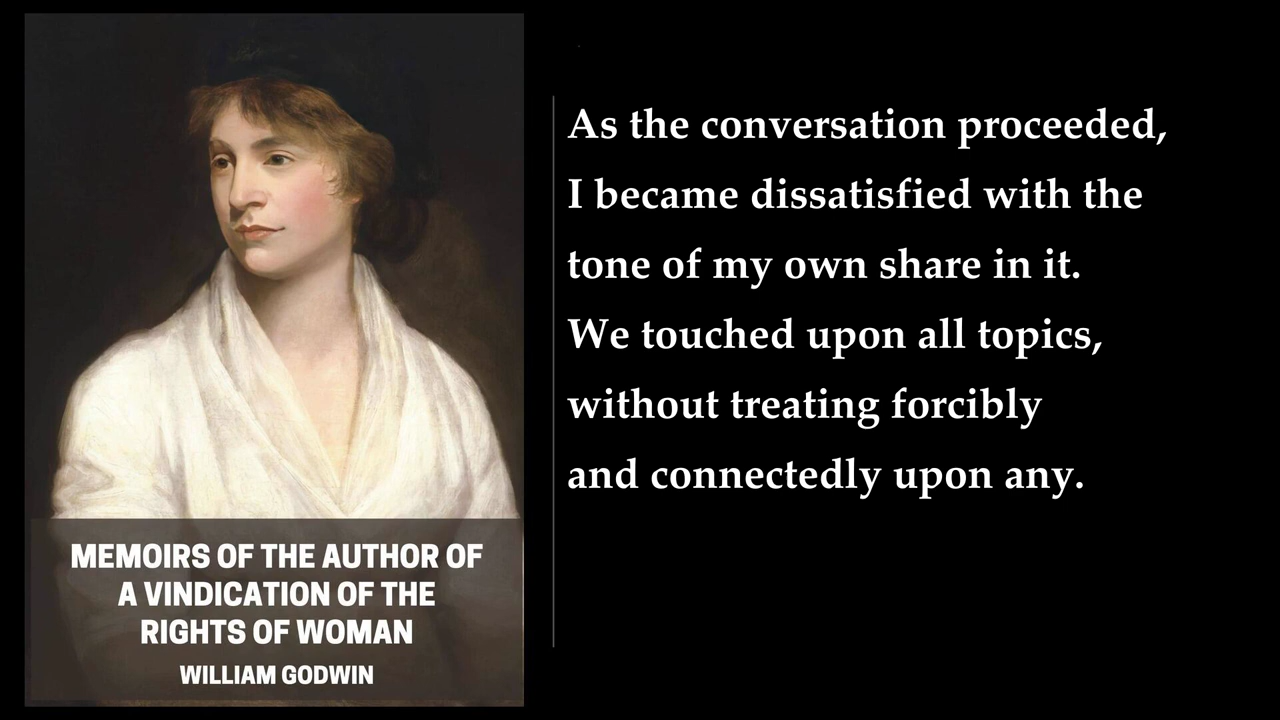 MEMOIRS OF THE AUTHOR OF
A VINDICATION OF THE
RIGHTS OF WOMAN
WILLIAM GODWIN
As the conversation proceeded,
I became dissatisfied with the
tone of my own share in it.
We touched upon all topics,
without treating forcibly
and connectedly upon any.